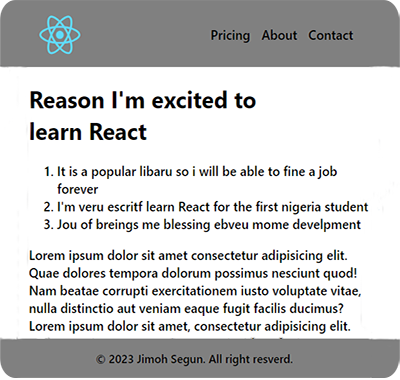 Pricing About Contact
Reason I'm excited to
learn React
1. It is a popular libaru so i will be able to fine a job
forever
2. I'm veru escritf learn React for the first nigeria student
3. Jou of breings me blessing ebveu mome develpment
Lorem ipsum dolor sit amet consectetur adipisicing elit.
Quae dolores tempora dolorum possimus nesciunt quod!
Nam beatae corrupti exercitationem iusto voluptate vitae,
nulla distinctio aut veniam eaque fugit facilis ducimus?
Lorem ipsum dolor sit amet, consectetur adipisicing elit.
© 2023 Jimoh Segun. All right resverd.